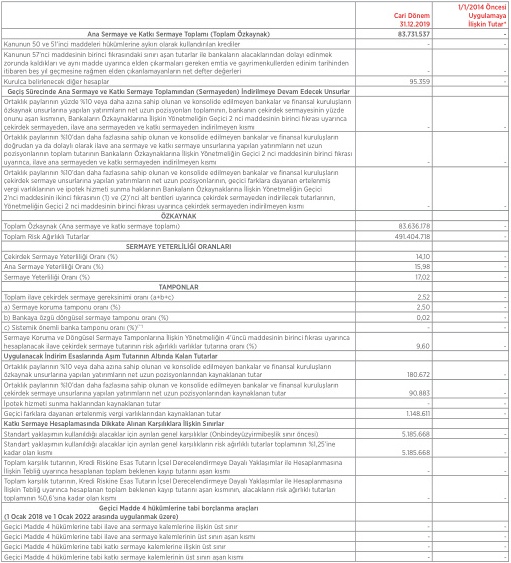 Cari Dönem
31.12.2019
1/1/2014 Öncesi
Uygulamaya
İlişkin Tutar*
Ana Sermaye ve Katkı Sermaye Toplamı (Toplam Özkaynak) 83.731.537 -
Kanunun 50 ve 51'inci maddeleri hükümlerine aykırı olarak kullandırılan krediler - -
Kanunun 57'nci maddesinin birinci fıkrasındaki sınırı aşan tutarlar ile bankaların alacaklarından dolayı edinmek
zorunda kaldıkları ve aynı madde uyarınca elden çıkarmaları gereken emtia ve gayrimenkullerden edinim tarihinden
itibaren beş yıl geçmesine rağmen elden çıkarılamayanların net defter değerleri - -
Kurulca belirlenecek diğer hesaplar 95.359 -
Geçiş Sürecinde Ana Sermaye ve Katkı Sermaye Toplamından (Sermayeden) İndirilmeye Devam Edecek Unsurlar
Ortaklık paylarının yüzde %10 veya daha azına sahip olunan ve konsolide edilmeyen bankalar ve finansal kuruluşların
özkaynak unsurlarına yapılan yatırımların net uzun pozisyonları toplamının, bankanın çekirdek sermayesinin yüzde
onunu aşan kısmının, Bankaların Özkaynaklarına İlişkin Yönetmeliğin Geçici 2 nci maddesinin birinci fıkrası uyarınca
çekirdek sermayeden, ilave ana sermayeden ve katkı sermayeden indirilmeyen kısmı - -
Ortaklık paylarının %10'dan daha fazlasına sahip olunan ve konsolide edilmeyen bankalar ve finansal kuruluşların
doğrudan ya da dolaylı olarak ilave ana sermaye ve katkı sermaye unsurlarına yapılan yatırımların net uzun
pozisyonlarının toplam tutarının Bankaların Özkaynaklarına İlişkin Yönetmeliğin Geçici 2 nci maddesinin birinci fıkrası
uyarınca, ilave ana sermayeden ve katkı sermayeden indirilmeyen kısmı - -
Ortaklık paylarının %10'dan daha fazlasına sahip olunan ve konsolide edilmeyen bankalar ve finansal kuruluşların
çekirdek sermaye unsurlarına yapılan yatırımların net uzun pozisyonlarının, geçici farklara dayanan ertelenmiş
vergi varlıklarının ve ipotek hizmeti sunma haklarının Bankaların Özkaynaklarına İlişkin Yönetmeliğin Geçici
2'nci maddesinin ikinci fıkrasının (1) ve (2)'nci alt bentleri uyarınca çekirdek sermayeden indirilecek tutarlarının,
Yönetmeliğin Geçici 2 nci maddesinin birinci fıkrası uyarınca çekirdek sermayeden indirilmeyen kısmı - -
ÖZKAYNAK
Toplam Özkaynak (Ana sermaye ve katkı sermaye toplamı) 83.636.178 -
Toplam Risk Ağırlıklı Tutarlar 491.404.718 -
SERMAYE YETERLİLİĞİ ORANLARI
Çekirdek Sermaye Yeterliliği Oranı (%) 14,10 -
Ana Sermaye Yeterliliği Oranı (%) 15,98 -
Sermaye Yeterliliği Oranı (%) 17,02 -
TAMPONLAR
Toplam ilave çekirdek sermaye gereksinimi oranı (a+b+c) 2,52 -
a) Sermaye koruma tamponu oranı (%) 2,50 -
b) Bankaya özgü döngüsel sermaye tamponu oranı (%) 0,02 -
c) Sistemik önemli banka tamponu oranı (%)(**) - -
Sermaye Koruma ve Döngüsel Sermaye Tamponlarına İlişkin Yönetmeliğin 4'üncü maddesinin birinci fıkrası uyarınca
hesaplanacak ilave çekirdek sermaye tutarının risk ağırlıklı varlıklar tutarına oranı (%) 9,60 -
Uygulanacak İndirim Esaslarında Aşım Tutarının Altında Kalan Tutarlar
Ortaklık paylarının %10 veya daha azına sahip olunan ve konsolide edilmeyen bankalar ve finansal kuruluşların
özkaynak unsurlarına yapılan yatırımların net uzun pozisyonlarından kaynaklanan tutar 180.672 -
Ortaklık paylarının %10'dan daha fazlasına sahip olunan ve konsolide edilmeyen bankalar ve finansal kuruluşların
çekirdek sermaye unsurlarına yapılan yatırımların net uzun pozisyonlarından kaynaklanan tutar 90.883 -
İpotek hizmeti sunma haklarından kaynaklanan tutar - -
Geçici farklara dayanan ertelenmiş vergi varlıklarından kaynaklanan tutar 1.148.611 -
Katkı Sermaye Hesaplamasında Dikkate Alınan Karşılıklara İlişkin Sınırlar
Standart yaklaşımın kullanıldığı alacaklar için ayrılan genel karşılıklar (Onbindeyüzyirmibeşlik sınır öncesi) 5.185.668 -
Standart yaklaşımın kullanıldığı alacaklar için ayrılan genel karşılıkların risk ağırlıklı tutarlar toplamının %1,25'ine
kadar olan kısmı 5.185.668 -
Toplam karşılık tutarının, Kredi Riskine Esas Tutarın İçsel Derecelendirmeye Dayalı Yaklaşımlar ile Hesaplanmasına
İlişkin Tebliğ uyarınca hesaplanan toplam beklenen kayıp tutarını aşan kısmı - -
Toplam karşılık tutarının, Kredi Riskine Esas Tutarın İçsel Derecelendirmeye Dayalı Yaklaşımlar ile Hesaplanmasına
İlişkin Tebliğ uyarınca hesaplanan toplam beklenen kayıp tutarını aşan kısmının, alacakların risk ağırlıklı tutarları
toplamının %0,6'sına kadar olan kısmı - -
Geçici Madde 4 hükümlerine tabi borçlanma araçları
(1 Ocak 2018 ve 1 Ocak 2022 arasında uygulanmak üzere)
Geçici Madde 4 hükümlerine tabi ilave ana sermaye kalemlerine ilişkin üst sınır - -
Geçici Madde 4 hükümlerine tabi ilave ana sermaye kalemlerinin üst sınırı aşan kısmı - -
Geçici Madde 4 hükümlerine tabi katkı sermaye kalemlerine ilişkin üst sınır - -
Geçici Madde 4 hükümlerine tabi katkı sermaye kalemlerinin üst sınırı aşan kısmı - -